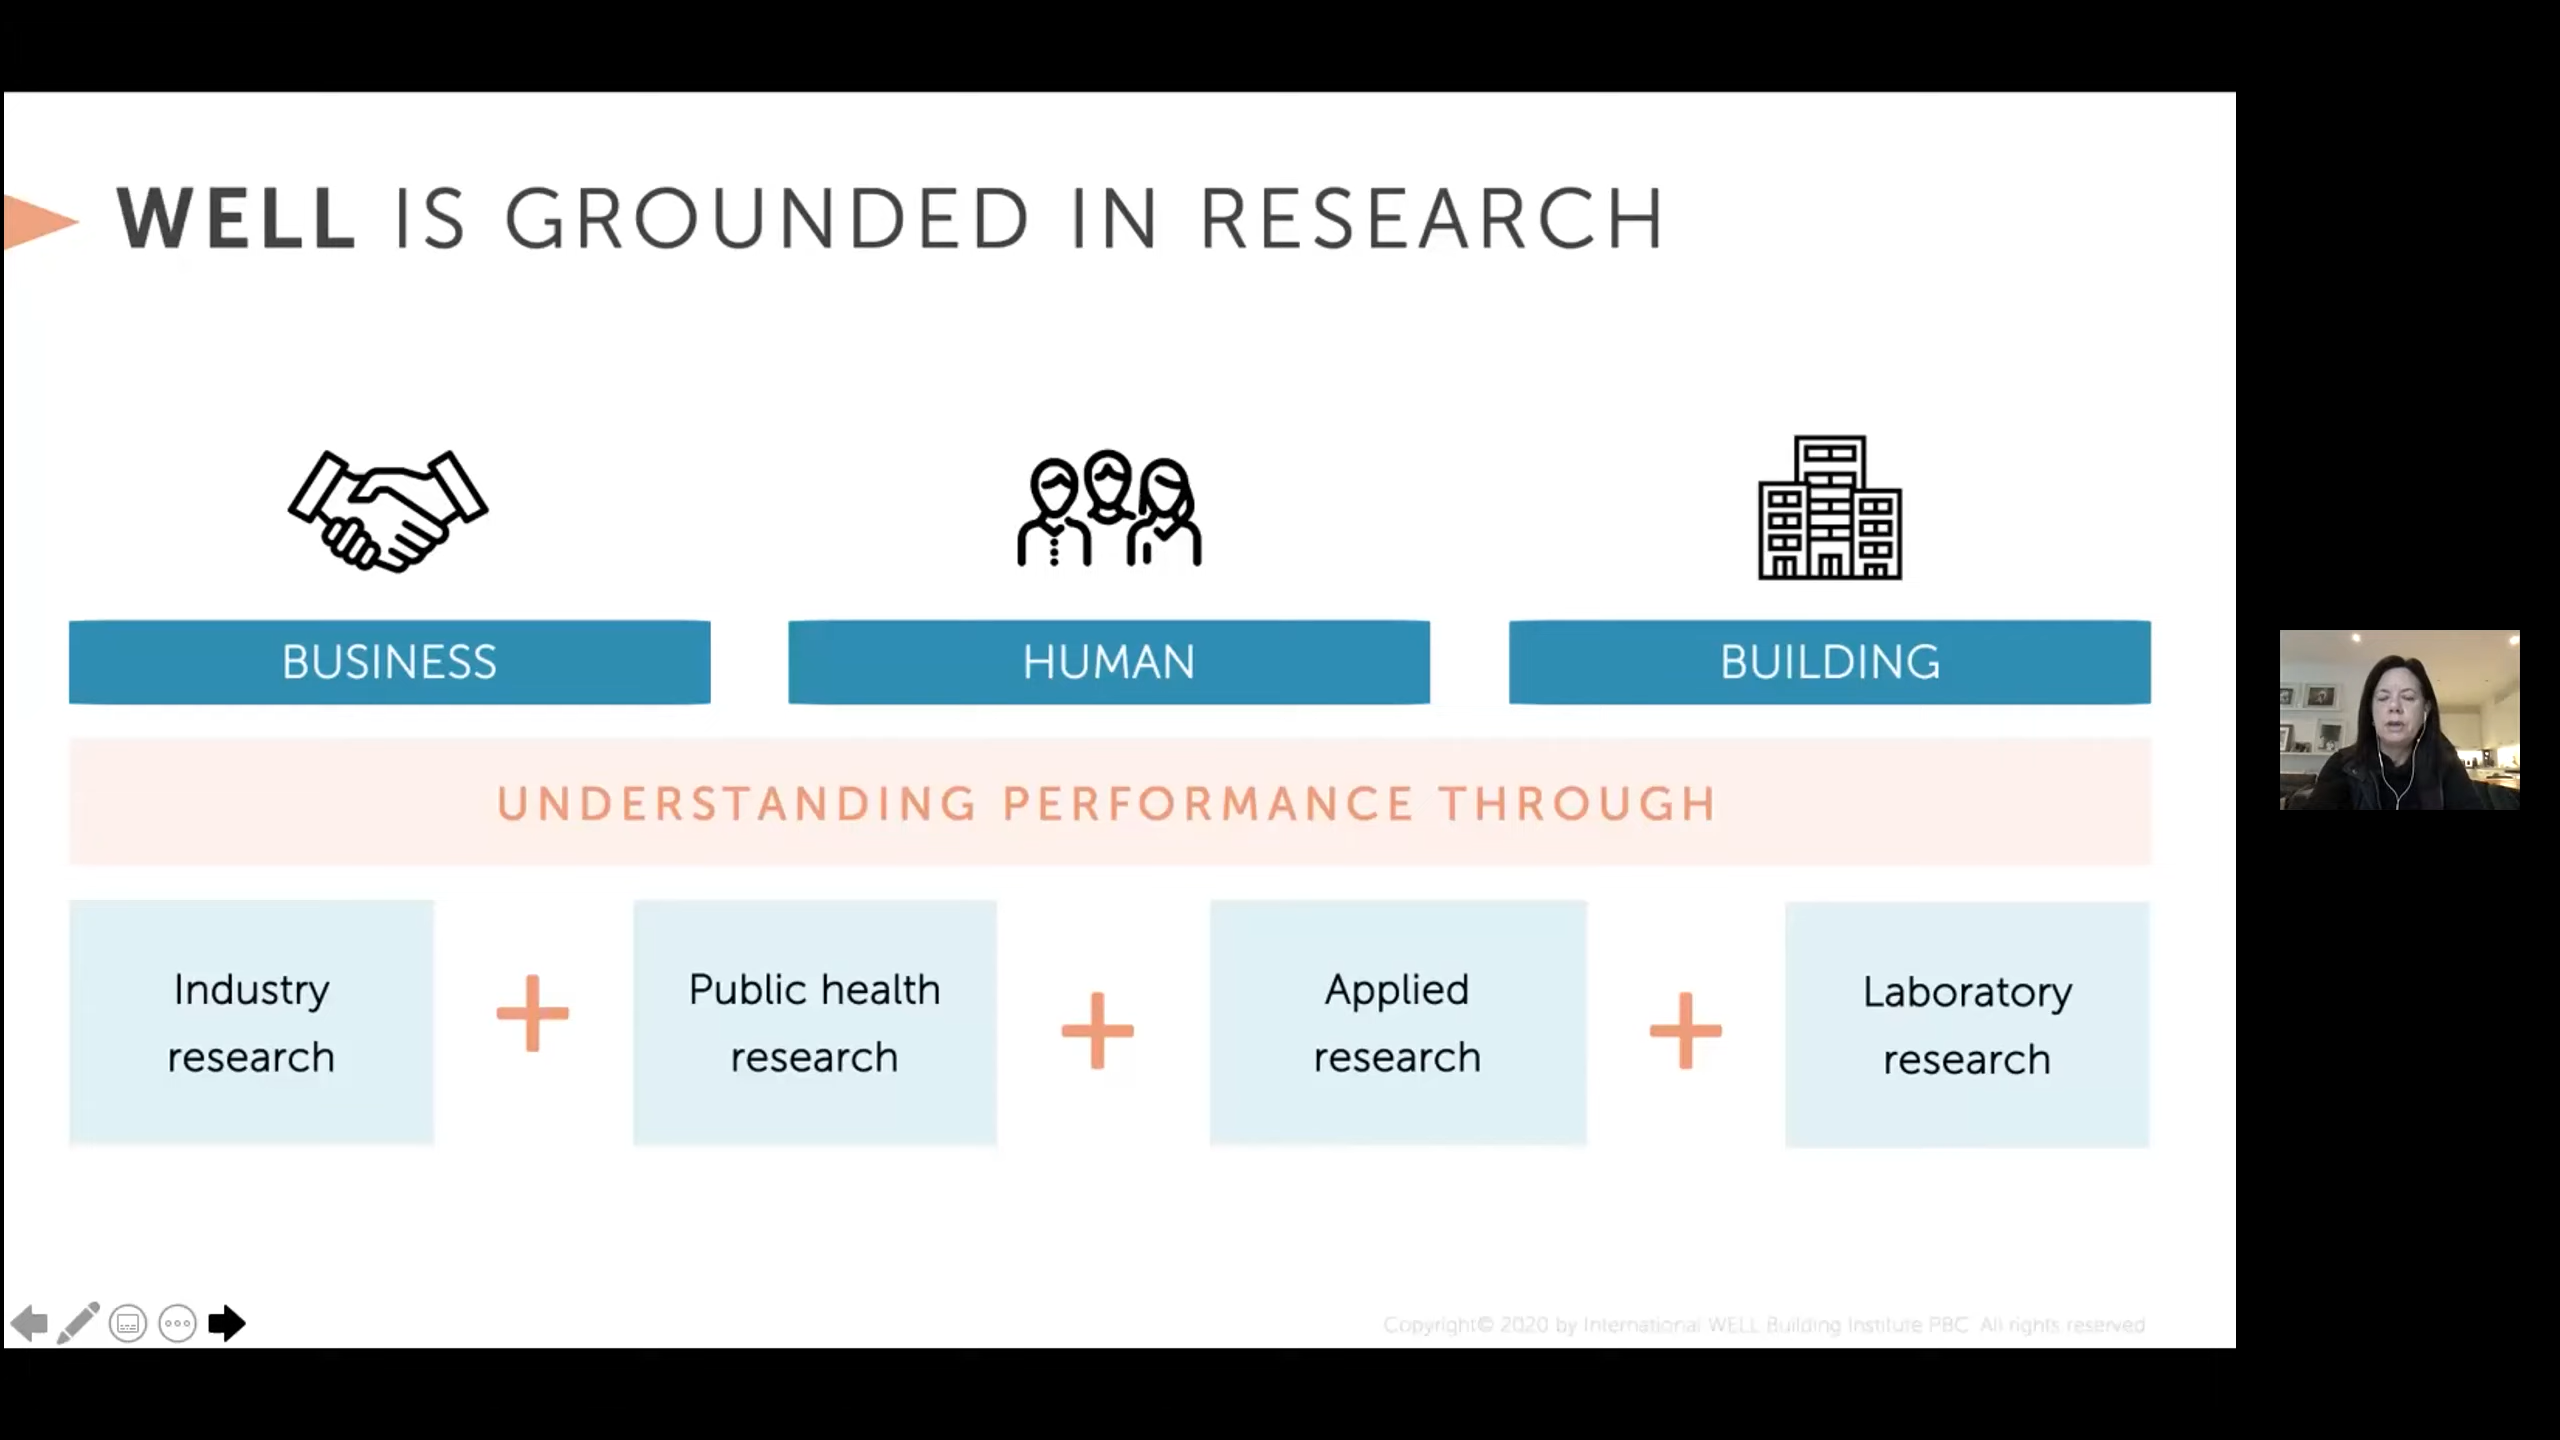 WELL IS GROUNDED IN RESEARCH
BUSINESS
HUMAN
BUILDING
UNDERSTANDING PERFORMANCE THROUGH
Industry
research
Public health
research
Applied
research
Laboratory
research
Copyright© 2020 by International WELL Building Institute PBC. All rights reserved